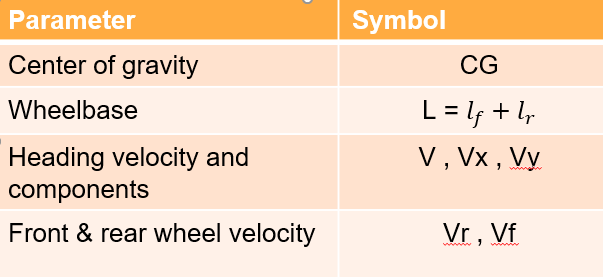 Parameter Symbol
Center of gravity CG
Wheelbase L = l_f + l_r
Heading velocity and V , Vx , Vy
components
Front & rear wheel velocity Vr , Vf